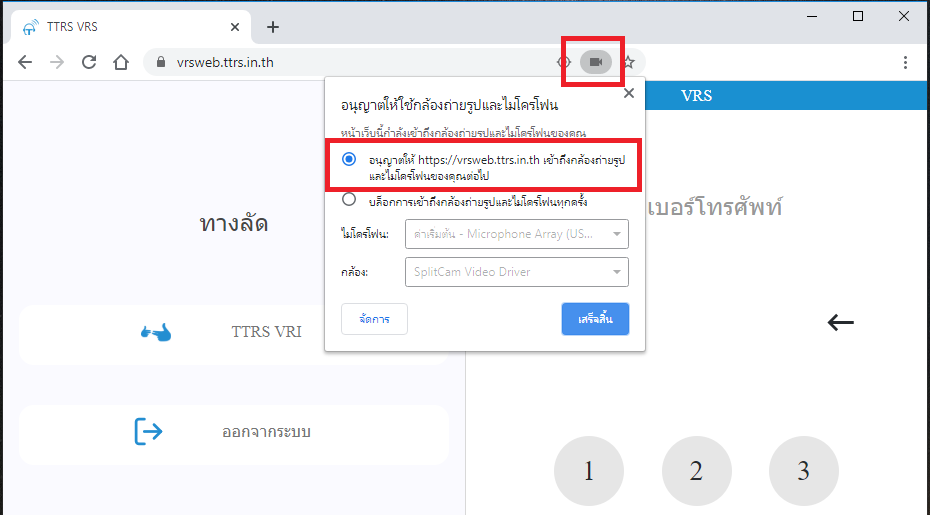 TTRS VRS
vrsweb.ttrs.in.th
VRS
อนุญาตให้ใช้กล้องถ่ายรูปและไมโครโฟน
หน้าเว็บนี้กำลังเข้าถึงกล้องถ่ายรูปและไมโครโฟนของคุณ
อนุญาตให้ https://vrsweb.ttrs.in.th เข้าถึงกล้องถ่ายรูป
และไมโครโฟนของคุณต่อไป
บล็อกการเข้าถึงกล้องถ่ายรูปและไมโครโฟนทุกครั้ง
ไมโครโฟน:
ค่าเริ่มต้น - Microphone Array (US...
กล้อง:
SplitCam Video Driver
จัดการ
เสร็จสิ้น
ทางลัด
TTRS VRI
ออกจากระบบ
เบอร์โทรศัพท์
1 2 3